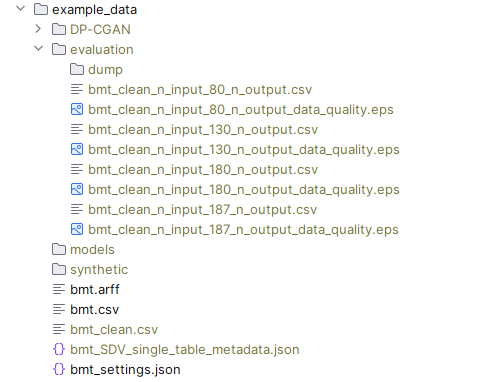 example_data
DP-CGAN
evaluation
dump
bmt_clean_n_input_80_n_output.csv
bmt_clean_n_input_80_n_output_data_quality.eps
bmt_clean_n_input_130_n_output.csv
bmt_clean_n_input_130_n_output_data_quality.eps
bmt_clean_n_input_180_n_output.csv
bmt_clean_n_input_180_n_output_data_quality.eps
bmt_clean_n_input_187_n_output.csv
bmt_clean_n_input_187_n_output_data_quality.eps
models
synthetic
bmt.arff
bmt.csv
bmt_clean.csv
bmt_SDV_single_table_metadata.json
bmt_settings.json